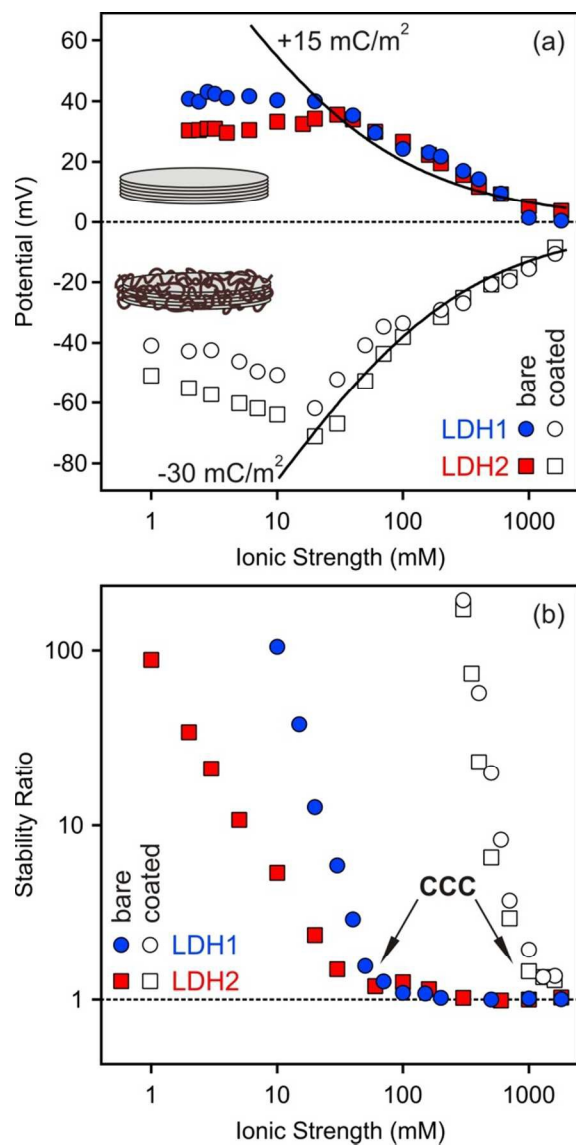 (a)
+15 mC/m²
60
40
20
0
-20
-40
-60
-80
Potential (mV)
-30 mC/m²
bare
coated
LDH1
LDH2
1
10
100
1000
Ionic Strength (mM)
(b)
100
10
1
Stability Ratio
CCC
bare
coated
LDH1
LDH2
1
10
100
1000
Ionic Strength (mM)